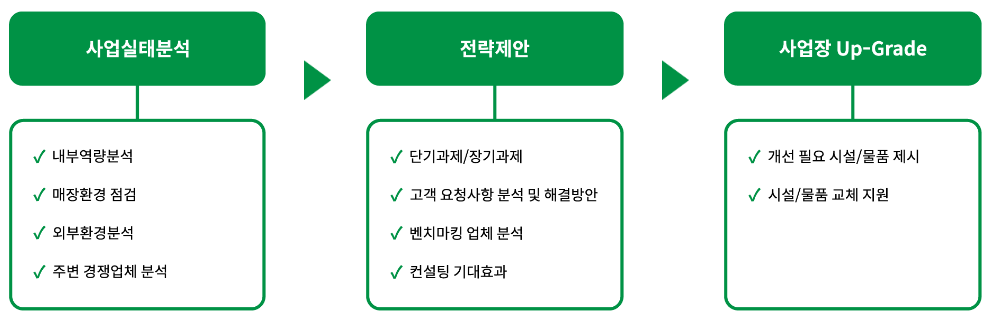 사업실태분석
내부역량분석
매장환경 점검
외부환경분석
주변 경쟁업체 분석
전략제안
단기과제/장기과제
고객 요청사항 분석 및 해결방안
벤치마킹 업체 분석
컨설팅 기대효과
사업장 Up-Grade
개선 필요 시설/물품 제시
시설/물품 교체 지원